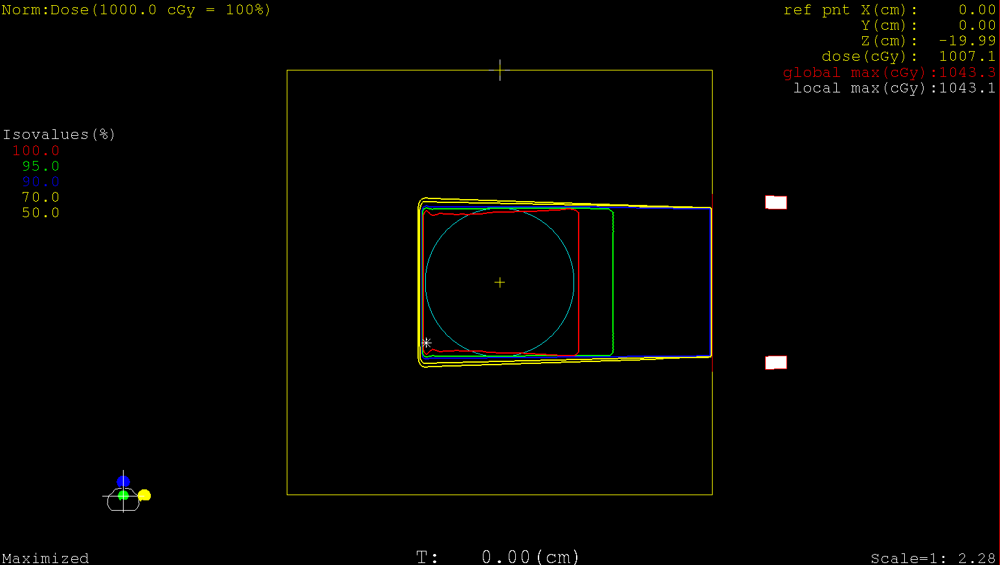 Norm:Dose(1000.0 cGy = 100%)
ref pnt X(cm): 0.00
Y(cm): 0.00
Z(cm): -19.99
dose(cGy): 1007.1
global max(cGy):1043.3
local max(cGy):1043.1
Isovalues(%)
100.0
95.0
90.0
70.0
50.0
Maximized
T: 0.00(cm)
Scale=1: 2.28